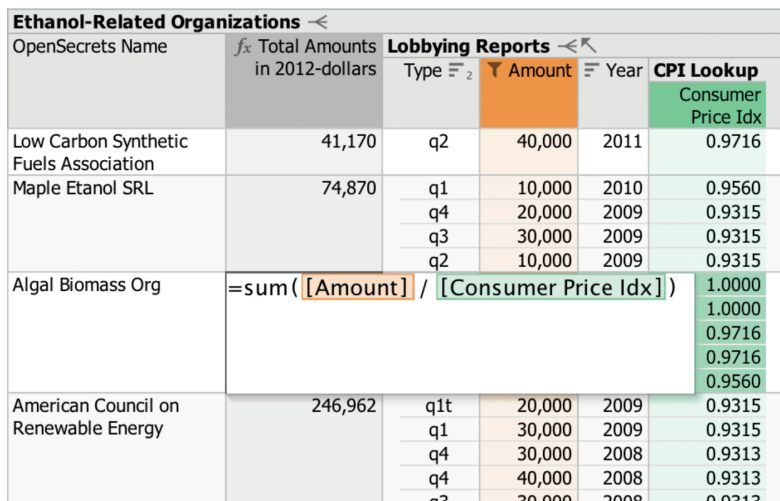 Ethanol-Related Organizations
OpenSecrets Name fx Total Amounts in 2012-dollars Lobbying Reports
Type 2 Amount Year CPI Lookup
Consumer Price Idx
Low Carbon Synthetic Fuels Association 41,170 q2 40,000 2011 0.9716
Maple Etanol SRL 74,870 q1 10,000 2010 0.9560
q4 20,000 2009 0.9315
q3 30,000 2009 0.9315
q2 10,000 2009 0.9315
Algal Biomass Org =sum( [Amount] / [Consumer Price Idx] ) 1.0000
1.0000
0.9716
0.9716
0.9560
American Council on Renewable Energy 246,962 q1t 20,000 2009 0.9315
q1 30,000 2009 0.9315
q4 30,000 2008 0.9313
q4 40,000 2008 0.9313